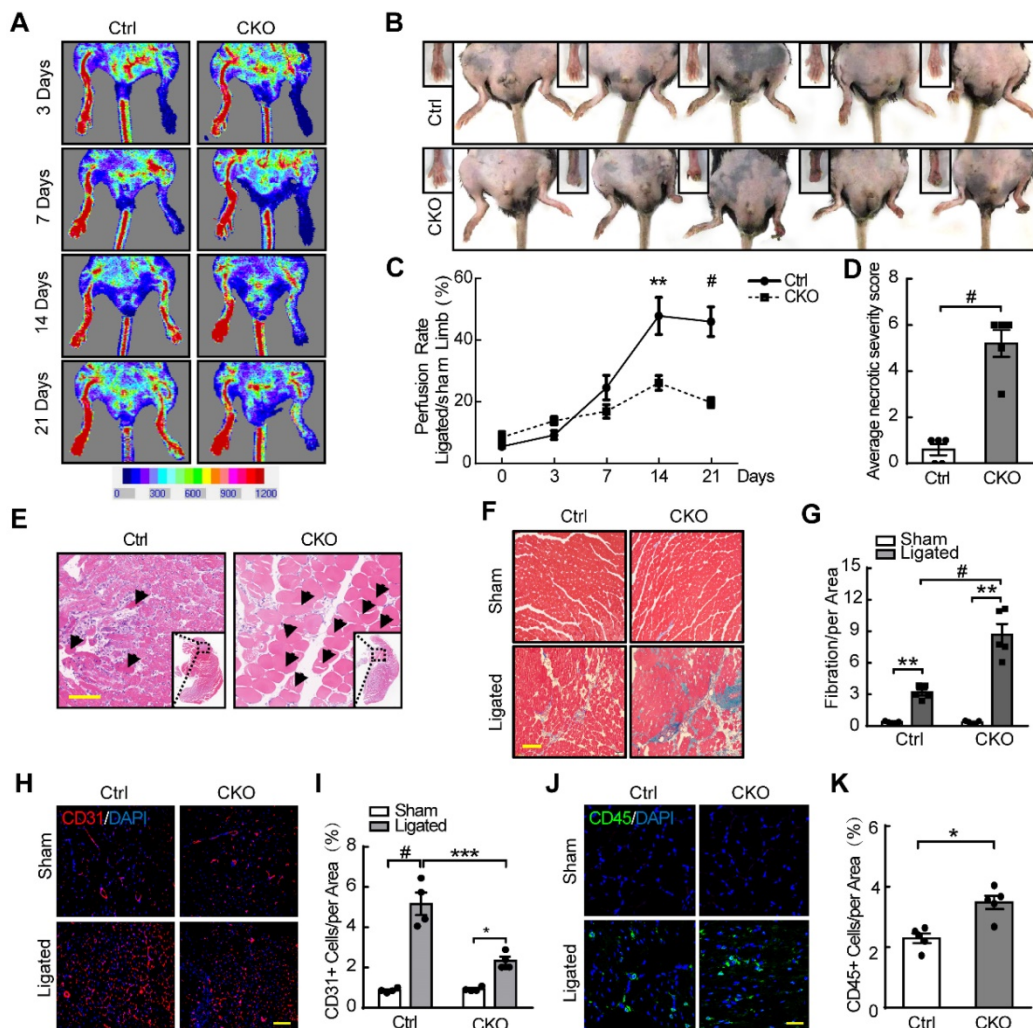 A
Ctrl
CKO
3 Days
7 Days
14 Days
21 Days
0 300 600 900 1200
B
Ctrl
CKO
C
Perfusion Rate
Ligated/sham Limb (%)
60
40
20
0
**
#
Ctrl
CKO
0 3 7 14 21 Days
D
Average necrotic severity score
8
6
4
2
0
#
Ctrl CKO
E
Ctrl
CKO
F
Ctrl
CKO
Sham
Ligated
G
Sham
Ligated
Fibration/per Area
15
12
9
6
3
0
#
**
**
Ctrl CKO
H
Ctrl
CKO
CD31/DAPI
Sham
Ligated
I
Sham
Ligated
CD31+ Cells/per Area (%)
8
6
4
2
0
#
***
*
Ctrl CKO
J
Ctrl
CKO
CD45/DAPI
Sham
Ligated
K
CD45+ Cells/per Area (%)
6
4
2
0
*
Ctrl CKO